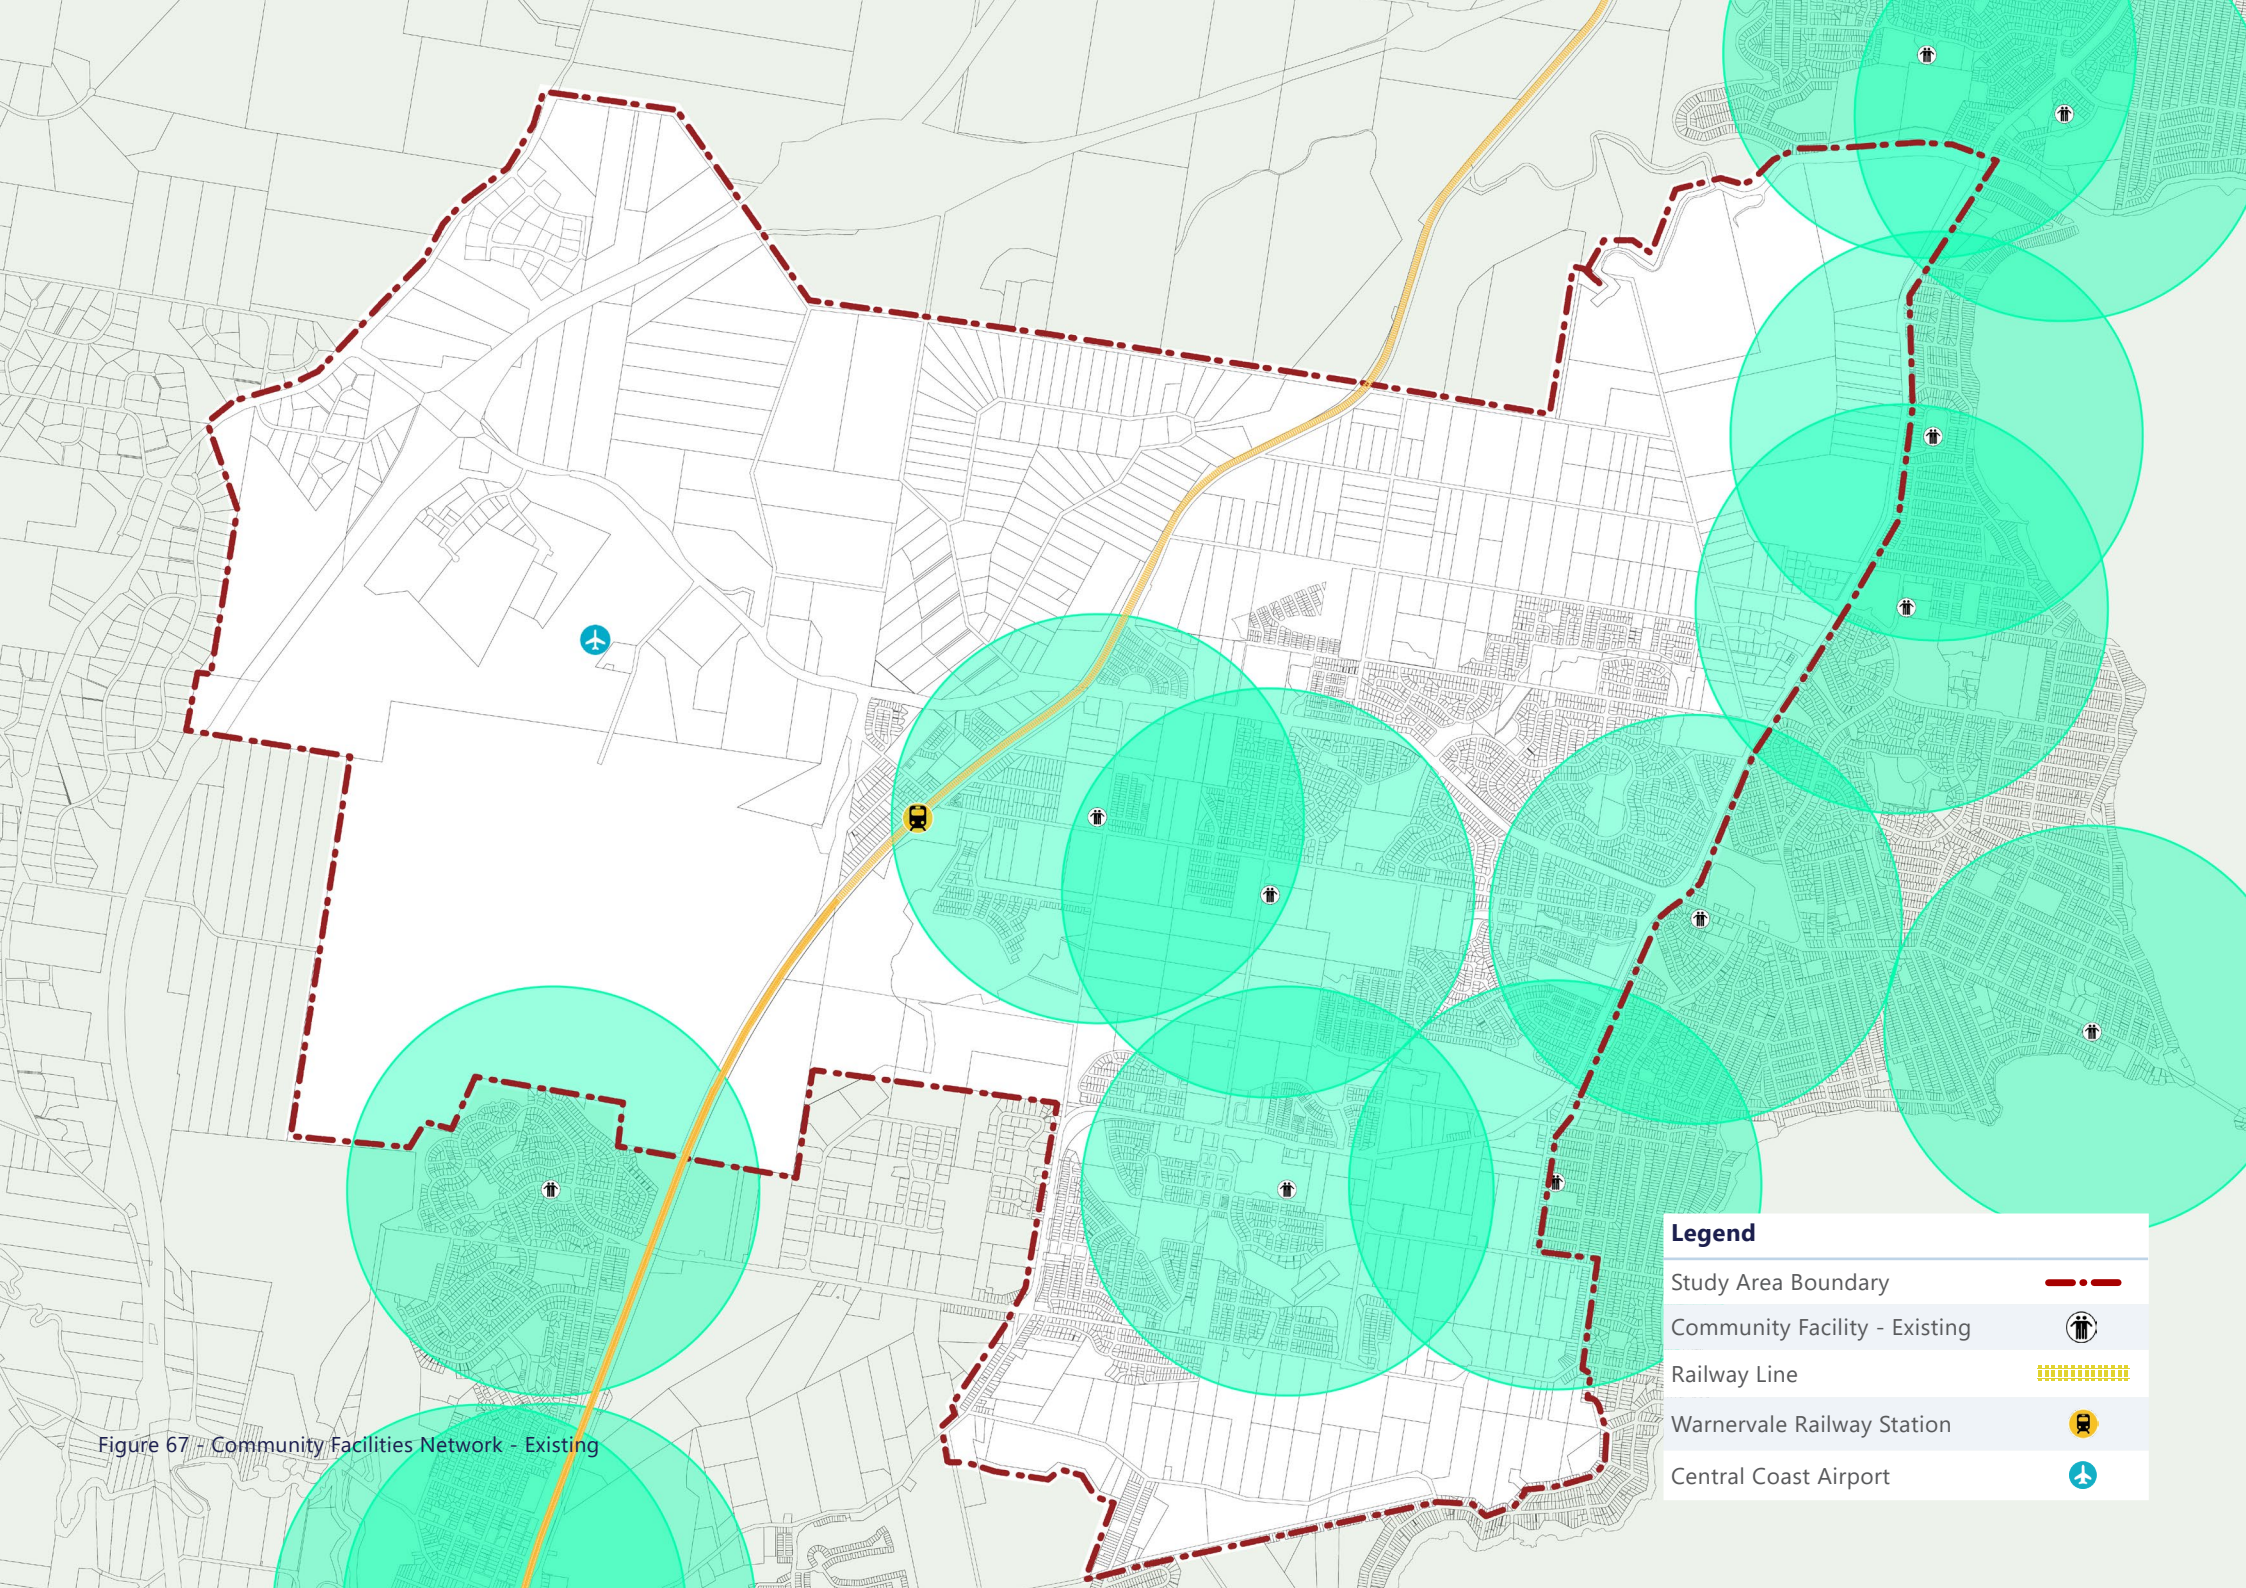 Legend
Study Area Boundary
Community Facility - Existing
Railway Line
Warnervale Railway Station
Central Coast Airport
Figure 67 - Community Facilities Network - Existing